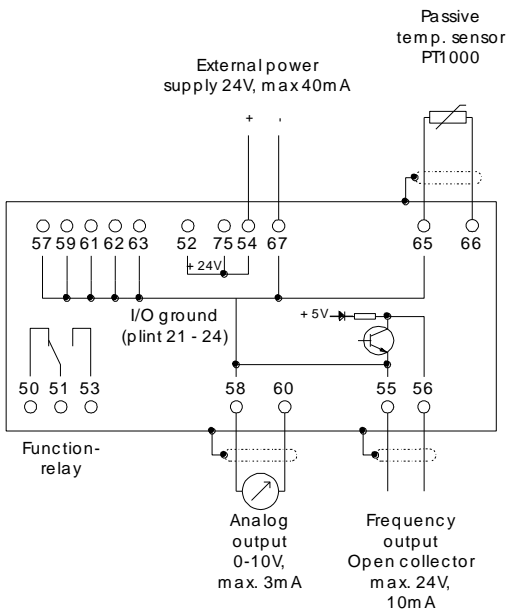 Passive
temp. sensor
PT1000
External power
supply 24V, max 40mA
+ -
57 59 61 62 63 52 75 54 67 65 66
+ 24V
I/O ground
(plint 21 - 24)
+ 5V
50 51 53 58 60 55 56
Function-
relay
Analog
output
0-10V,
max. 3mA
Frequency
output
Open collector
max. 24V,
10mA